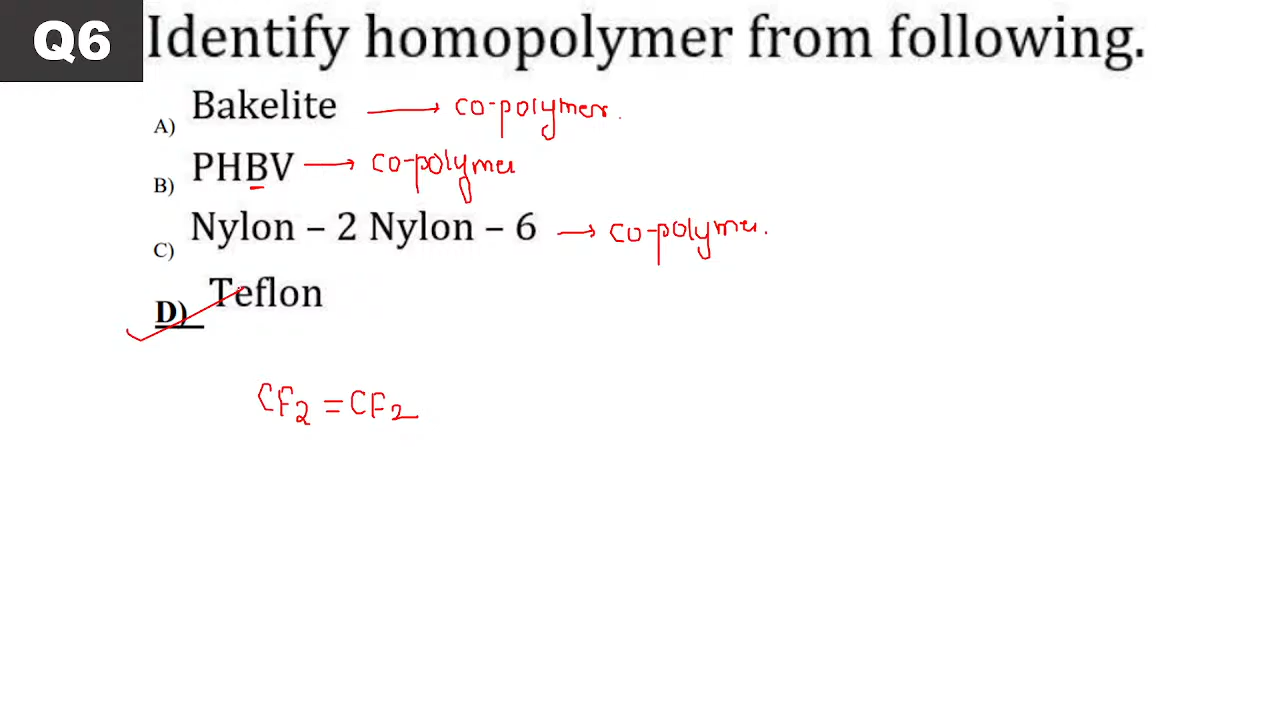 Q6 Identify homopolymer from following.
A) Bakelite → co-polymer.
B) PHBV → co-polymer
C) Nylon – 2 Nylon – 6 → co-polymer.
D) Teflon
CF₂ = CF₂